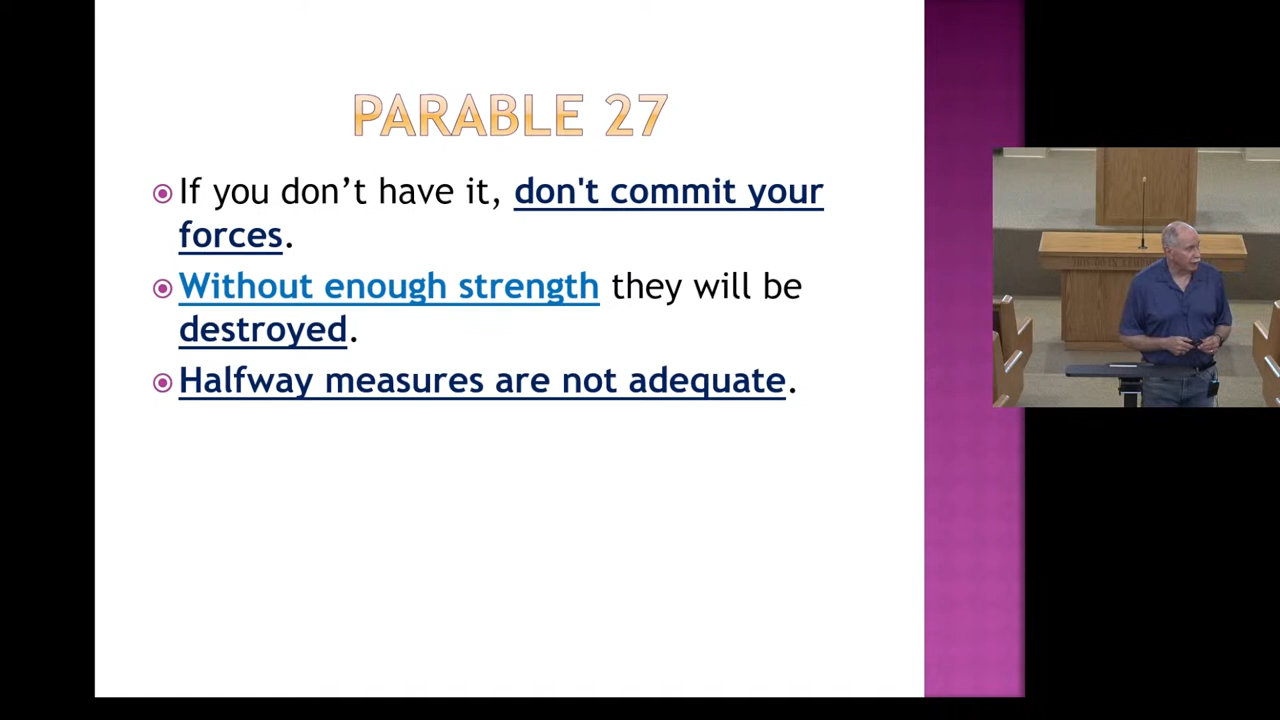 PARABLE 27
If you don’t have it, don't commit your
forces.
Without enough strength they will be
destroyed.
Halfway measures are not adequate.